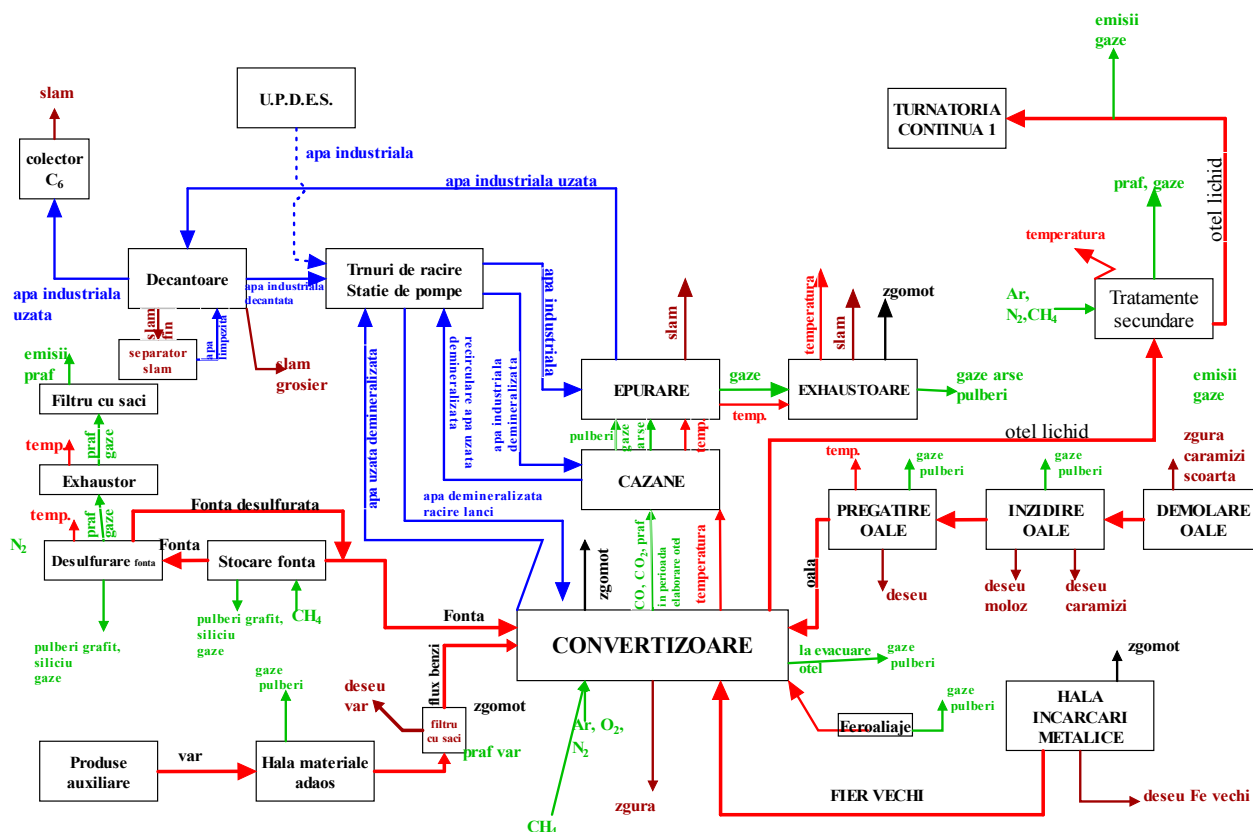 emisii
gaze
slam
U.P.D.E.S.
TURNATORIA
CONTINUA 1
colector
C6
apa industriala
apa industriala uzata
praf, gaze
otel lichid
temperatura
Decantoare
Trnuri de racire
Statie de pompe
apa industriala
decantata
apa industriala
uzata
apa industriala
temperatura
slam
zgomot
slam
Ar,
N2,CH4
Tratamente
secundare
slam
fin
apa
limpezita
separator
slam
slam
grosier
emisii
praf
Filtru cu saci
apa uzata demineralizata
recirculare apa uzata
demineralizata
apa industriala
demineralizata
EPURARE
gaze
temp.
EXHAUSTOARE
gaze arse
pulberi
emisii
gaze
pulberi
gaze
arse
temp.
otel lichid
temp.
praf
gaze
Exhaustor
CAZANE
zgura
caramizi
scoarta
temp.
gaze
pulberi
gaze
pulberi
Fonta desulfurata
apa demineralizata
racire lanci
PREGATIRE
OALE
INZIDIRE
OALE
DEMOLARE
OALE
temp.
praf
gaze
N2
Fonta
Desulfurare fonta
Stocare fonta
zgomot
CO, CO2, praf
in perioada
elaborare otel
temperatura
oala
deseu
deseu
moloz
deseu
caramizi
CH4
pulberi grafit,
siliciu
gaze
pulberi grafit,
siliciu
gaze
Fonta
CONVERTIZOARE
la evacuare
otel
gaze
pulberi
zgomot
flux benzi
gaze
pulberi
deseu
var
zgomot
filtru
cu saci
praf var
Ar, O2,
N2
Feroaliaje
gaze
pulberi
HALA
INCARCARI
METALICE
Produse
auxiliare
var
Hala materiale
adaos
zgura
FIER VECHI
deseu Fe vechi
CH4